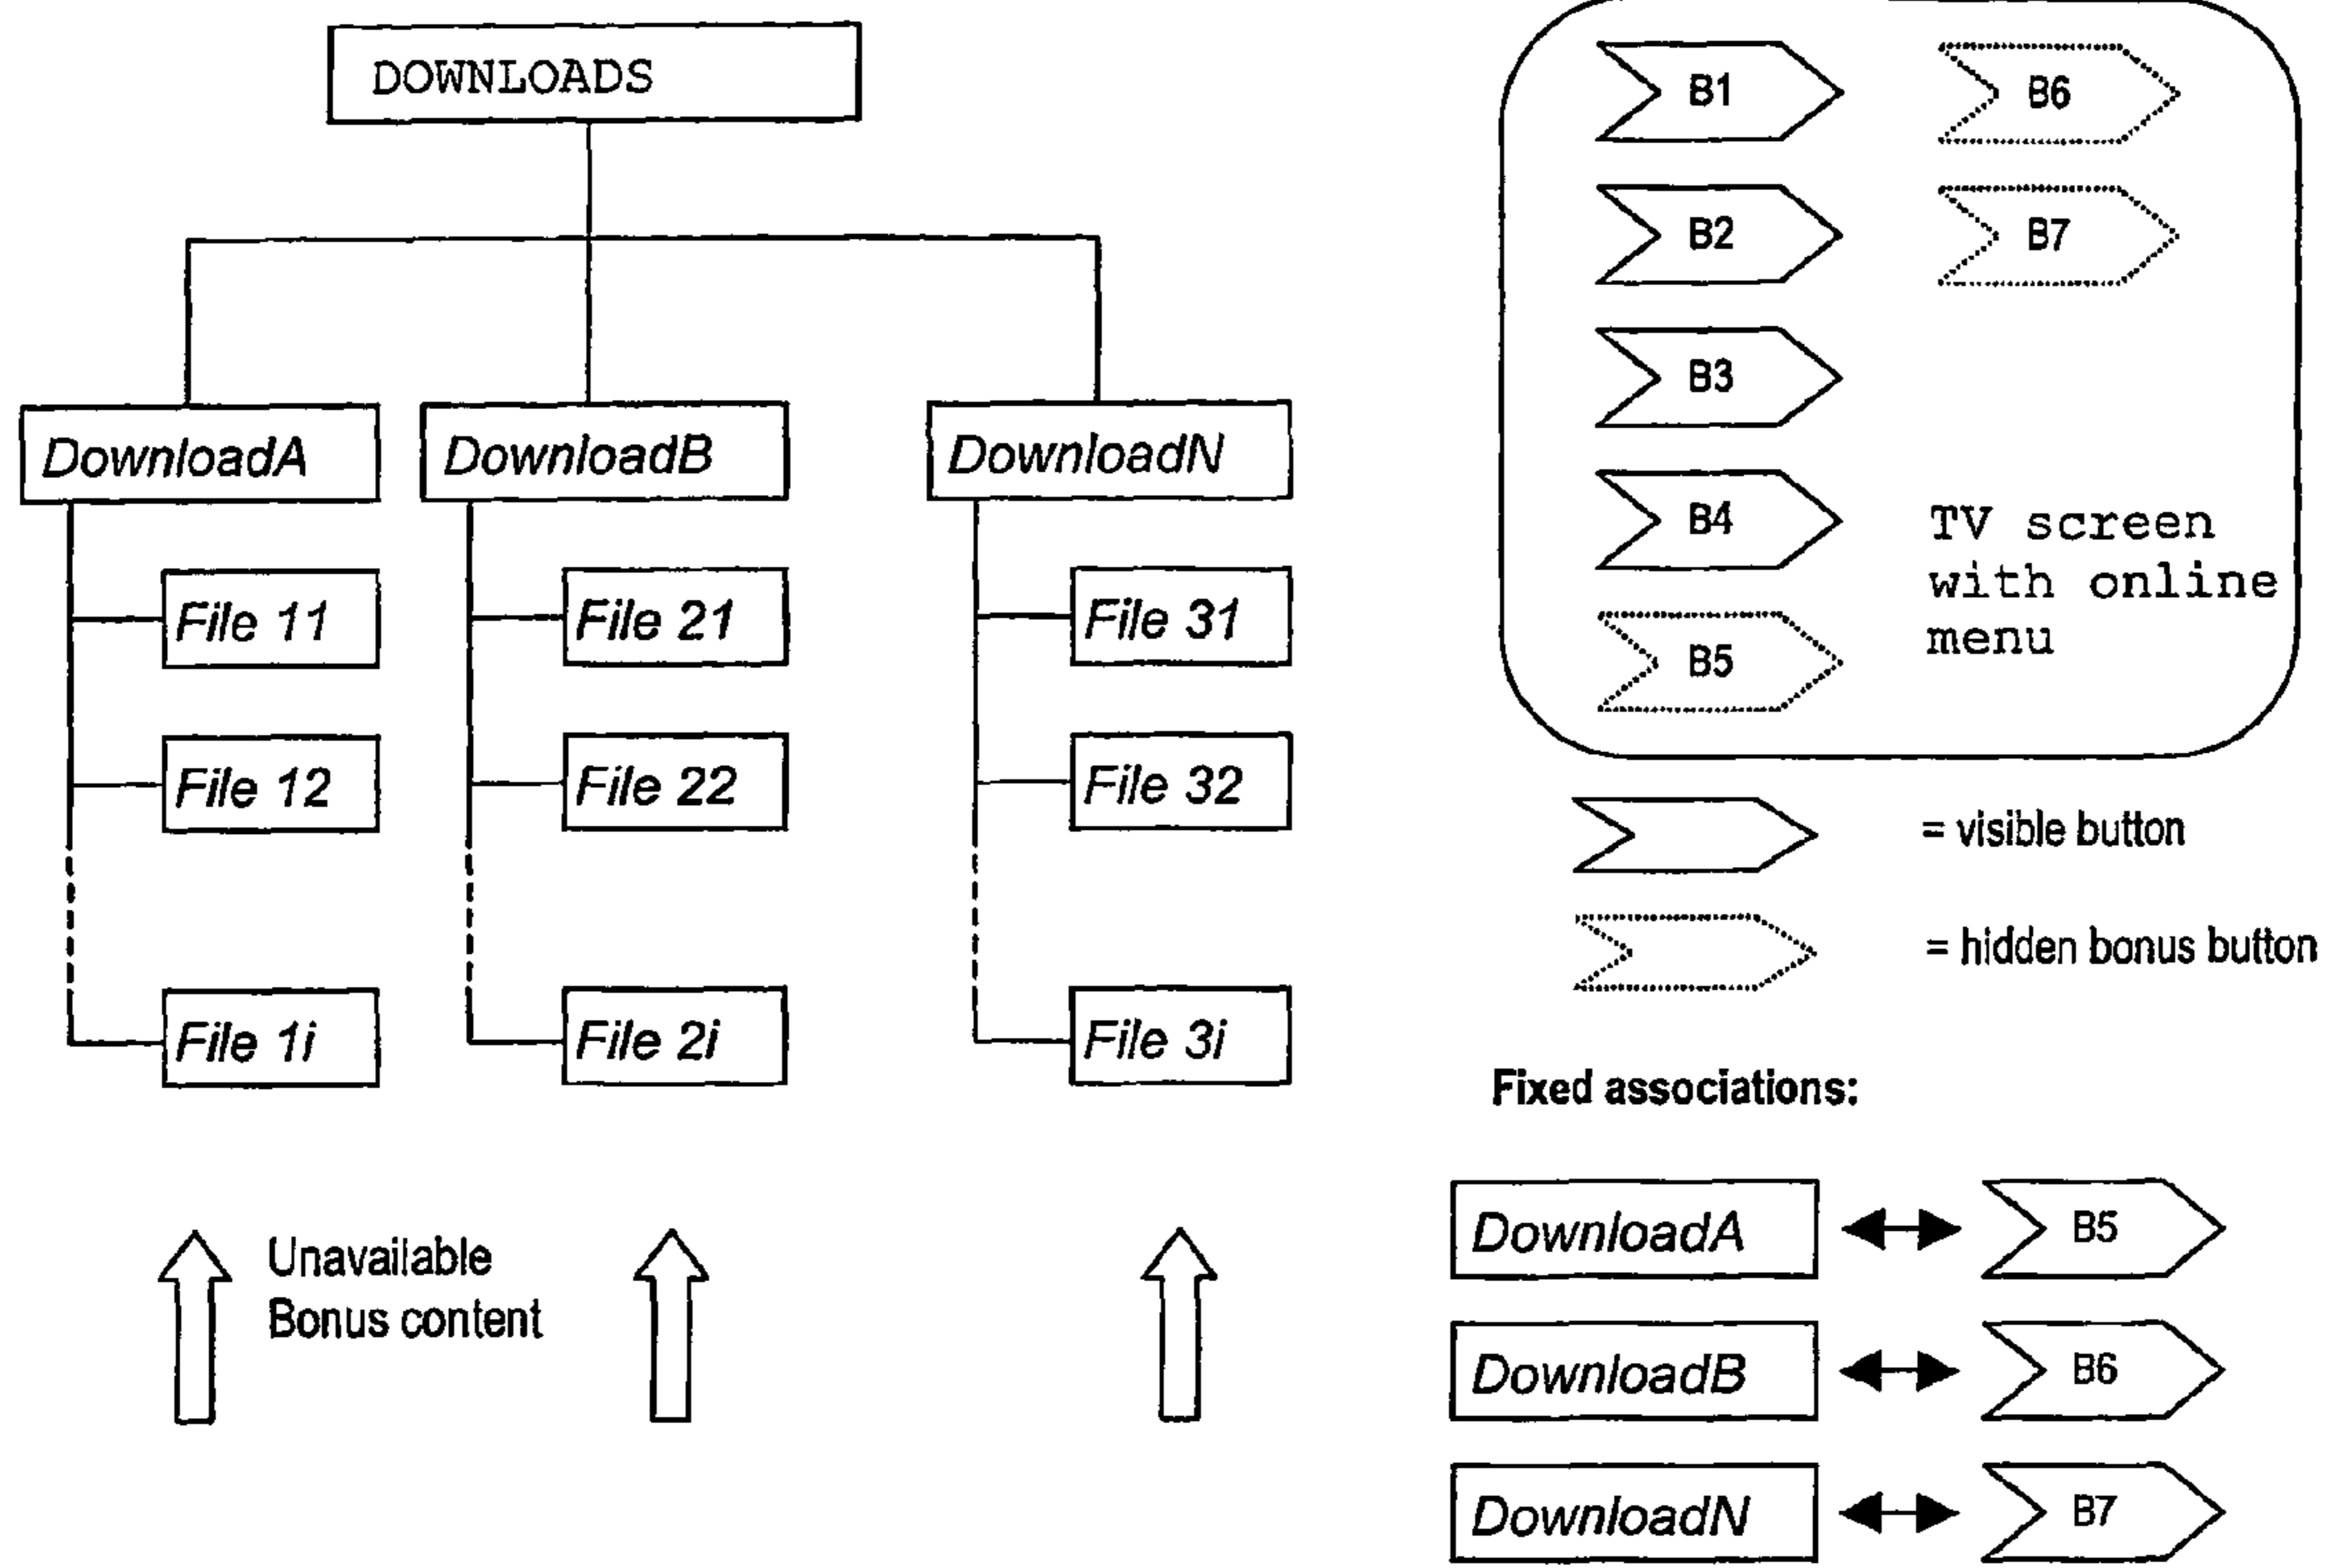 DOWNLOADS
DownloadA
DownloadB
DownloadN
File 11
File 21
File 31
File 12
File 22
File 32
File 1i
File 2i
File 3i
Unavailable
Bonus content
B1
B6
B2
B7
B3
B4
B5
TV screen
with online
menu
= visible button
= hidden bonus button
Fixed associations:
DownloadA
B5
DownloadB
B6
DownloadN
B7